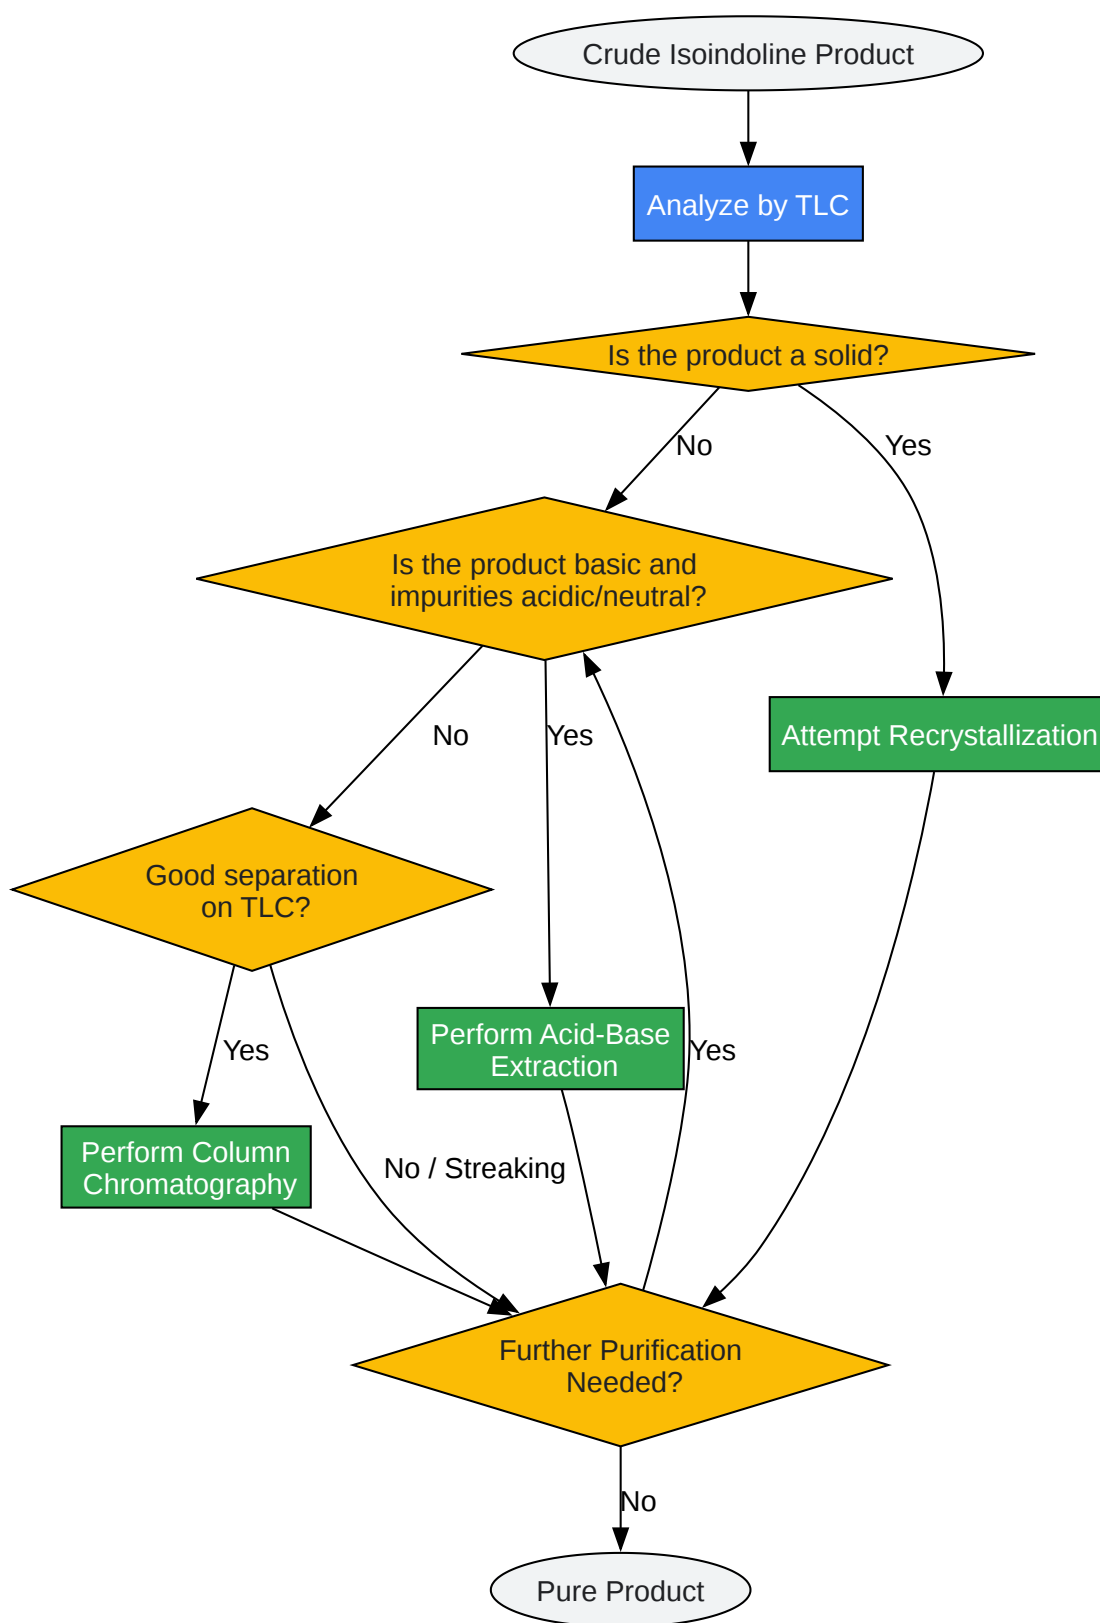 Crude Isoindoline Product
Analyze by TLC
Is the product a solid?
No
Yes
Is the product basic and
impurities acidic/neutral?
No
Yes
Attempt Recrystallization
Good separation
on TLC?
Yes
Perform Acid-Base
Extraction
Yes
Perform Column
Chromatography
No / Streaking
Further Purification
Needed?
No
Pure Product